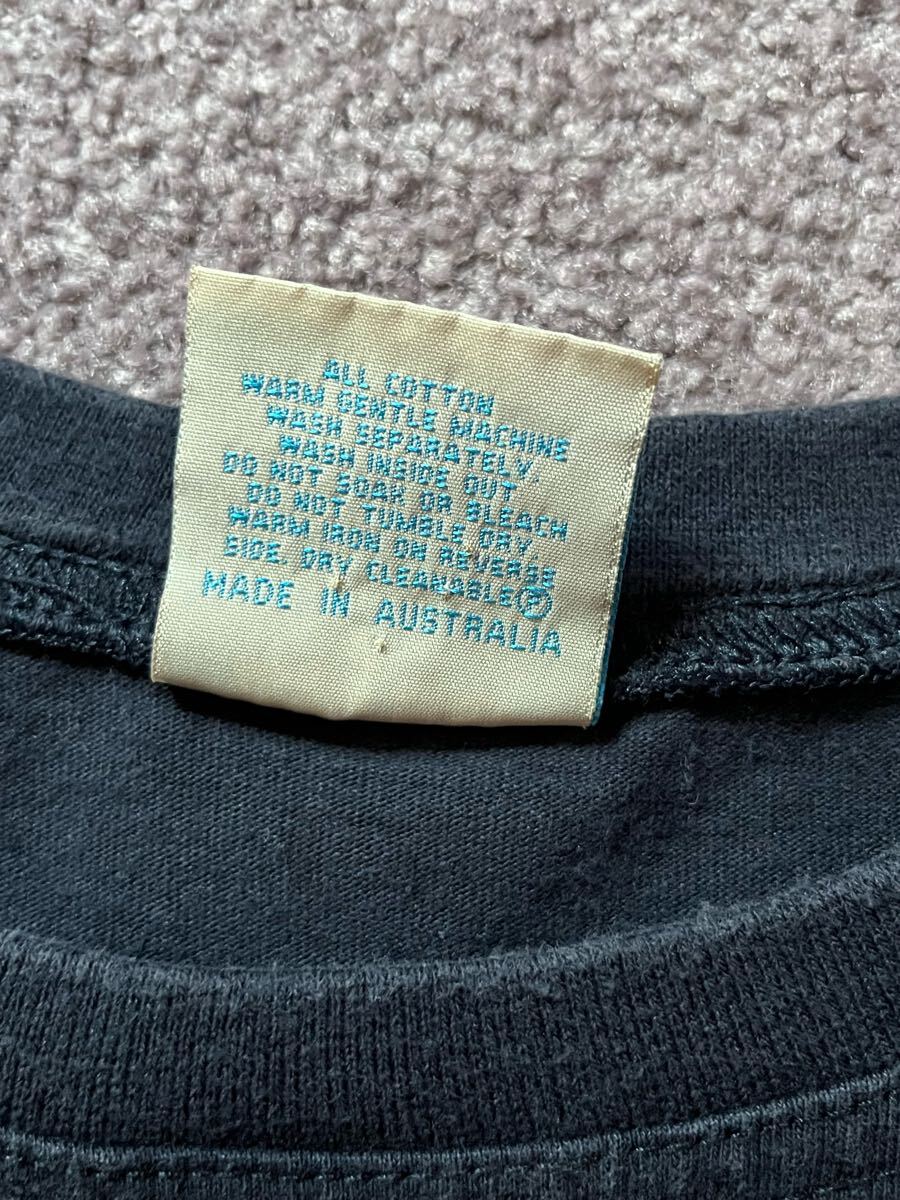 ALL COTTON
WARM GENTLE MACHINE
WASH SEPARATELY.
WASH INSIDE OUT
DO NOT SOAK OR BLEACH
DO NOT TUMBLE DRY.
WARM IRON ON REVERSE
SIDE. DRY CLEANABLE Ⓟ
MADE IN AUSTRALIA